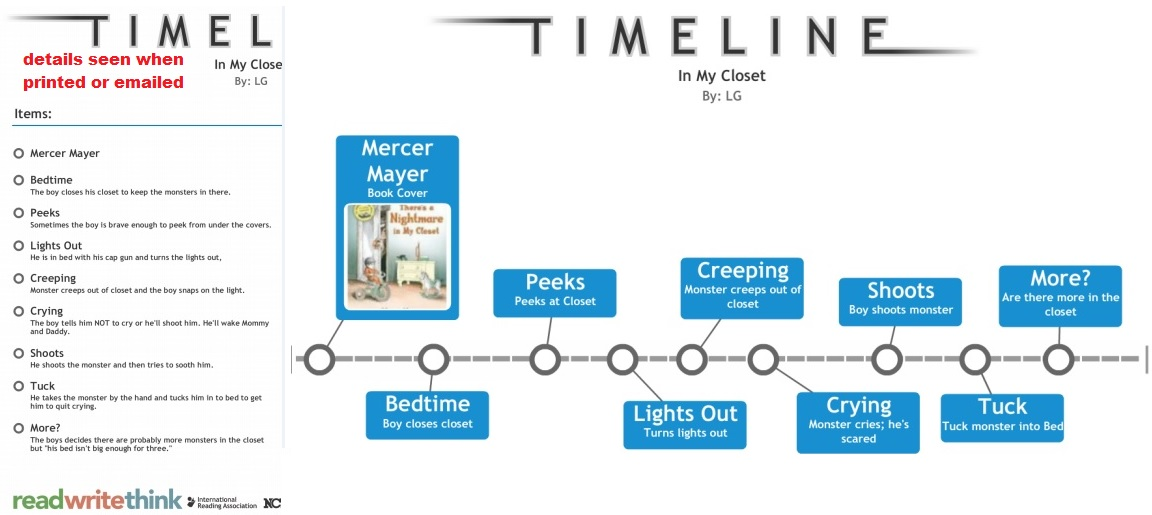 TIMEL
details seen when
printed or emailed
In My Close
By: LG
Items:
Mercer Mayer
Bedtime
The boy closes his closet to keep the monsters in there.
Peeks
Sometimes the boy is brave enough to peek from under the covers.
Lights Out
He is in bed with his cap gun and turns the lights out,
Creeping
Monster creeps out of closet and the boy snaps on the light.
Crying
The boy tells him NOT to cry or he'll shoot him. He'll wake Mommy
and Daddy.
Shoots
He shoots the monster and then tries to sooth him.
Tuck
He takes the monster by the hand and tucks him in to bed to get
him to quit crying.
More?
The boys decides there are probably more monsters in the closet
but "his bed isn't big enough for three."
readwritethink
International
Reading Association
NC
TIMELINE
In My Closet
By: LG
Mercer
Mayer
Book Cover
There's a
Nightmare
in My Closet
Bedtime
Boy closes closet
Peeks
Peeks at Closet
Lights Out
Turns lights out
Creeping
Monster creeps out of
closet
Crying
Monster cries; he's
scared
Shoots
Boy shoots monster
Tuck
Tuck monster into Bed
More?
Are there more in the
closet